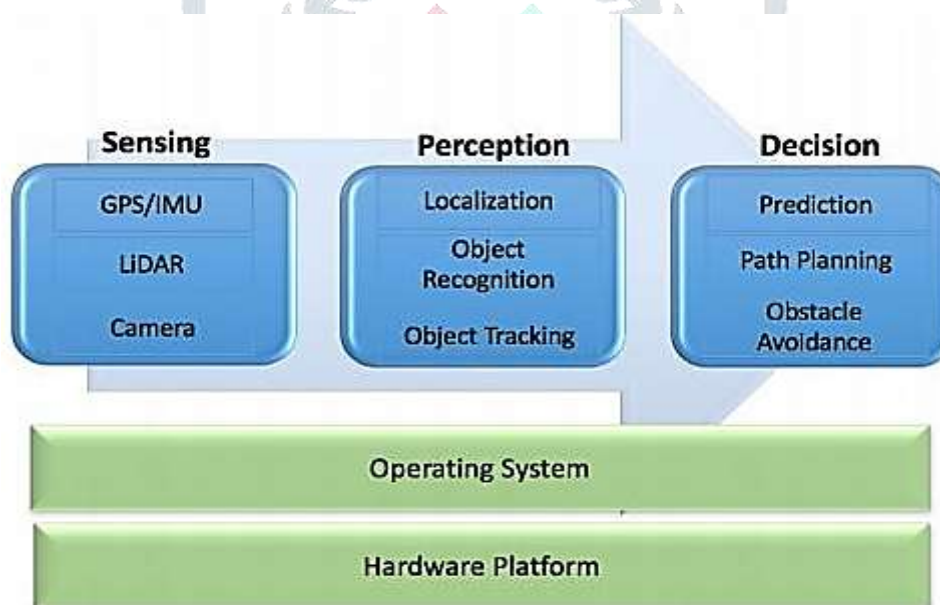 Sensing
GPS/IMU
LiDAR
Camera
Perception
Localization
Object
Recognition
Object Tracking
Decision
Prediction
Path Planning
Obstacle
Avoidance
Operating System
Hardware Platform